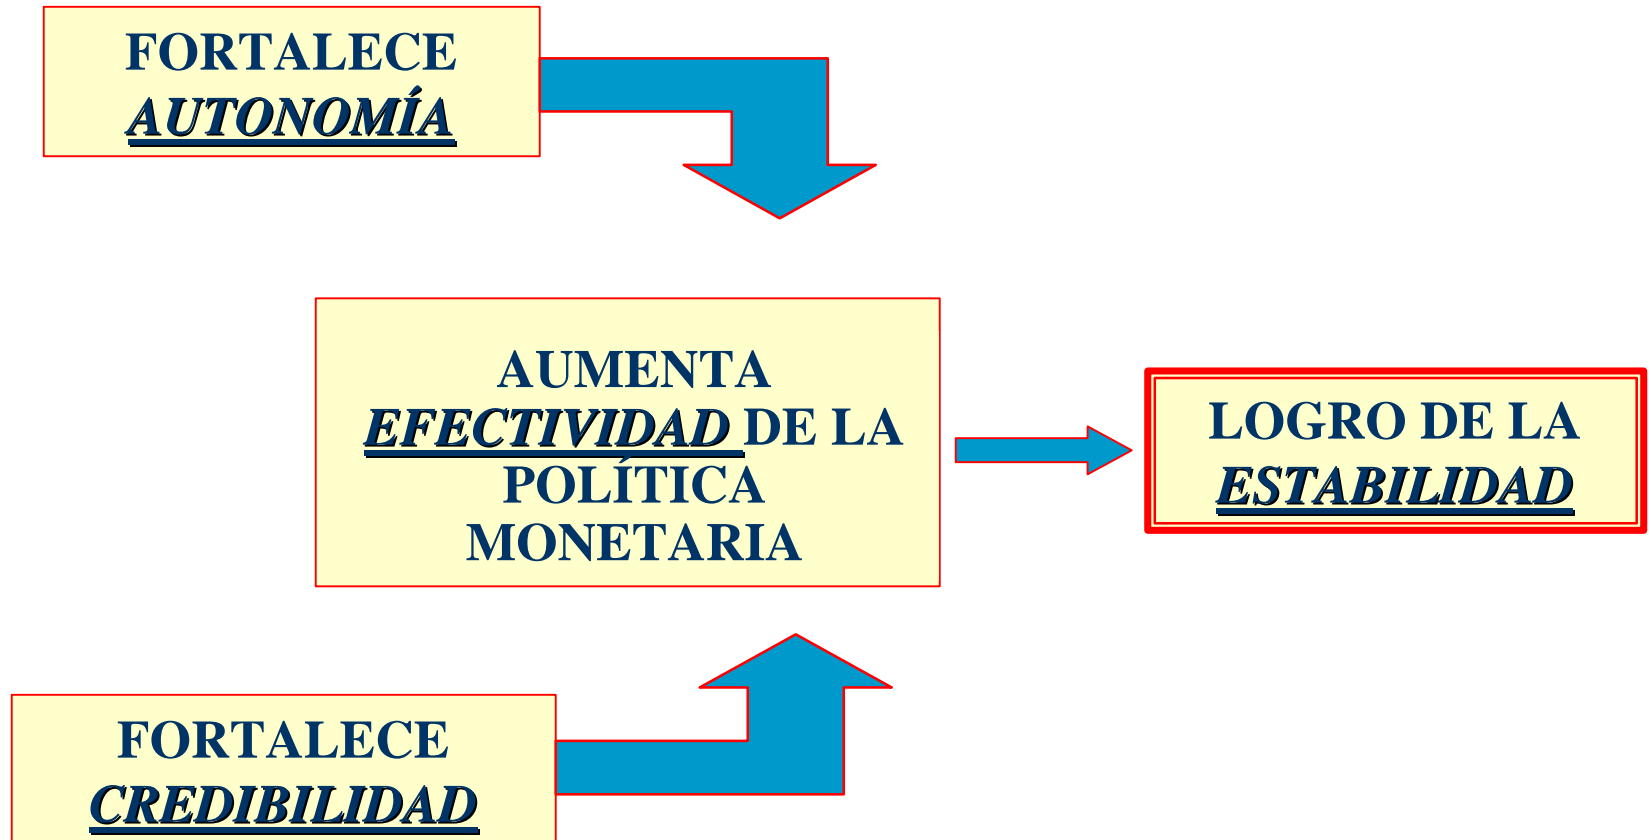 FORTALECE
AUTONOMÍA
AUMENTA
EFECTIVIDAD DE LA
POLÍTICA
MONETARIA
LOGRO DE LA
ESTABILIDAD
FORTALECE
CREDIBILIDAD